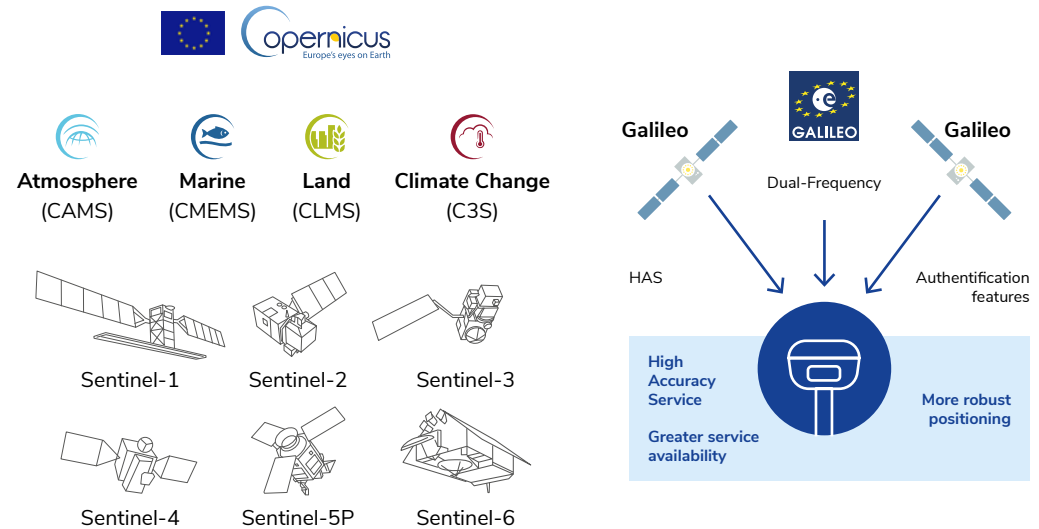 Copernicus
Europe's eyes on Earth
Atmosphere
(CAMS)
Marine
(CMEMS)
Land
(CLMS)
Climate Change
(C3S)
Sentinel-1
Sentinel-2
Sentinel-3
Sentinel-4
Sentinel-5P
Sentinel-6
GALILEO
Galileo
Galileo
Dual-Frequency
HAS
Authentification
features
High
Accuracy
Service
Greater service
availability
More robust
positioning